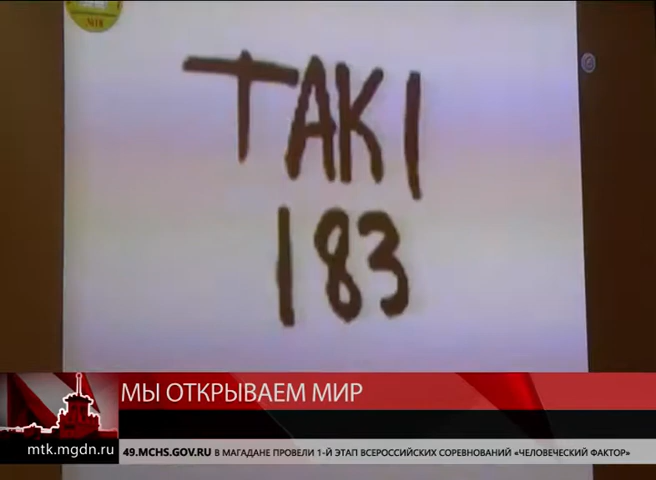 МТК
TAKI
183
МЫ ОТКРЫВАЕМ МИР
mtk.mgdn.ru
49.MCHS.GOV.RU В МАГАДАНЕ ПРОВЕЛИ 1-Й ЭТАП ВСЕРОССИЙСКИХ СОРЕВНОВАНИЙ «ЧЕЛОВЕЧЕСКИЙ ФАКТОР»